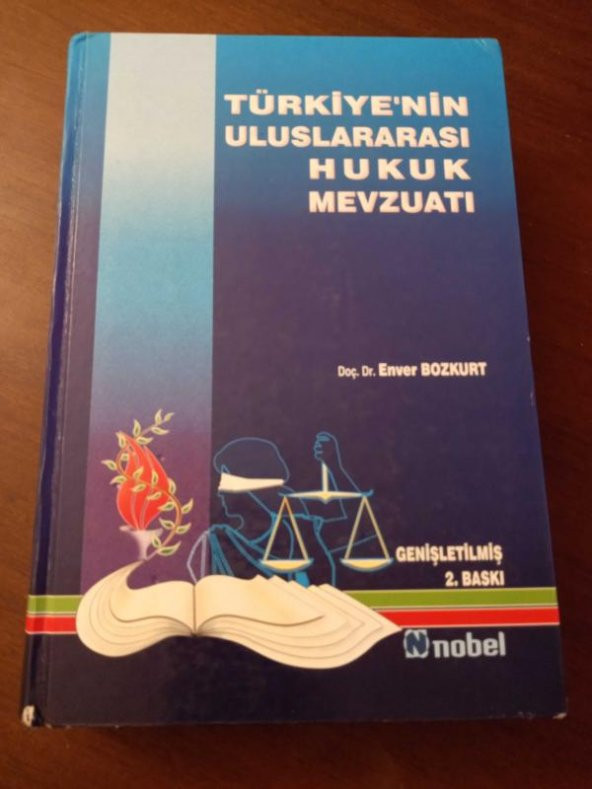 TÜRKİYE'NİN
ULUSLARARASI
HUKUK
MEVZUATI
Doç. Dr. Enver BOZKURT
GENİŞLETİLMİŞ
2. BASKI
N nobel